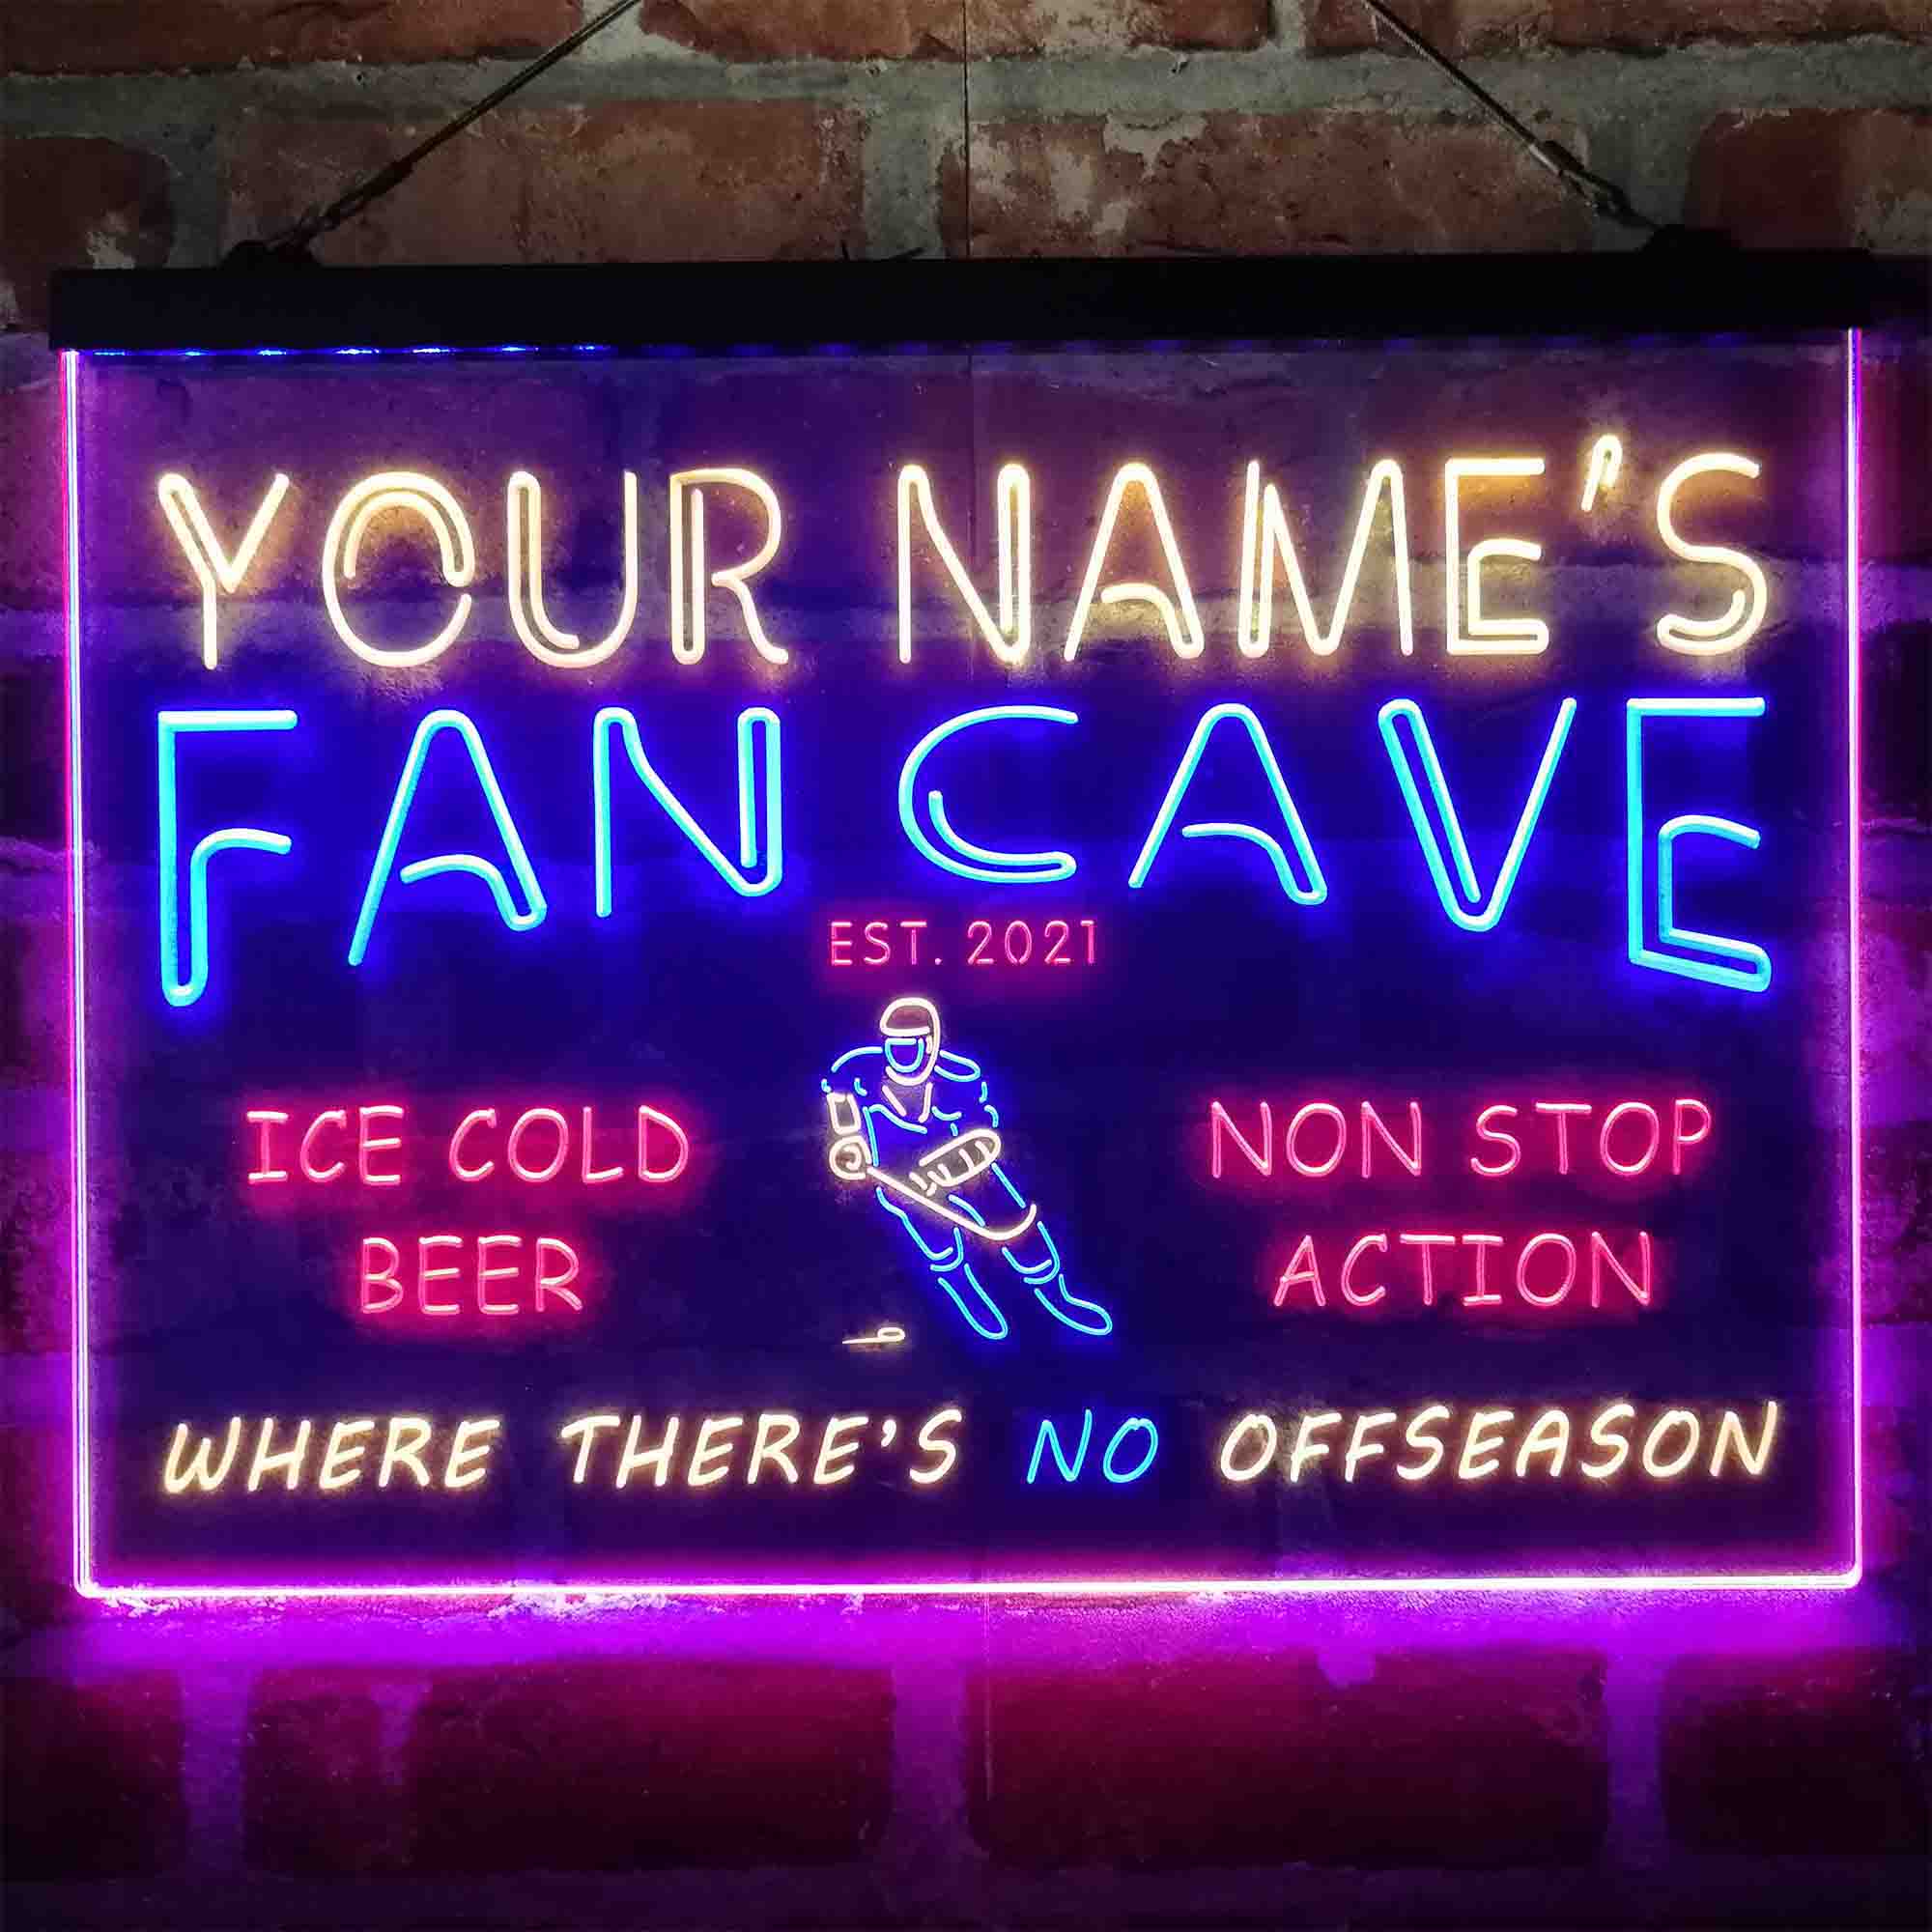 YOUR NAME'S
FAN CAVE
EST. 2021
ICE COLD
BEER
NON STOP
ACTION
WHERE THERE'S NO OFFSEASON